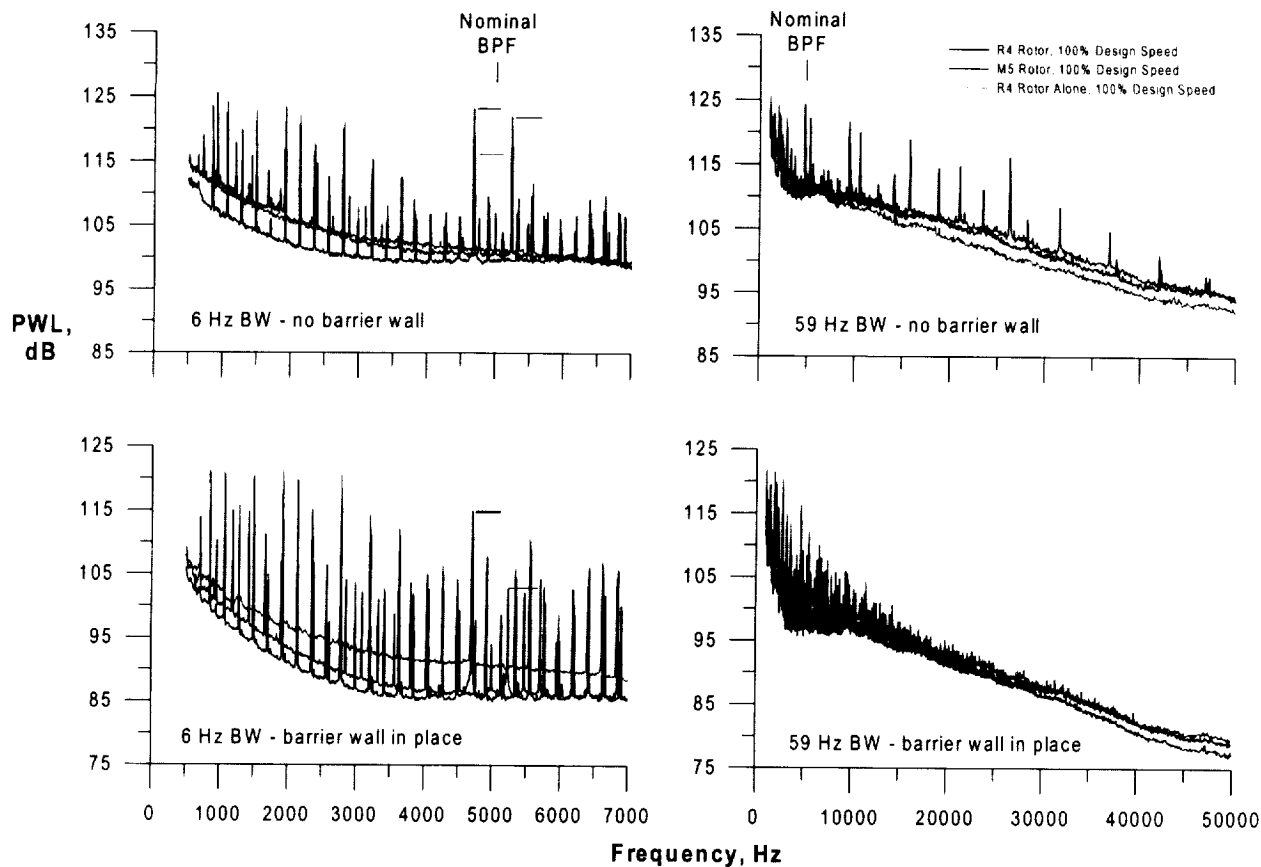 Nominal
BPF
135
125
115
105
95
85
6 Hz BW - no barrier wall
Nominal
BPF
R4 Rotor, 100% Design Speed
M5 Rotor, 100% Design Speed
R4 Rotor Alone, 100% Design Speed
135
125
115
105
95
85
59 Hz BW - no barrier wall
PWL,
dB
125
115
105
95
85
75
6 Hz BW - barrier wall in place
0 1000 2000 3000 4000 5000 6000 7000
125
115
105
95
85
75
59 Hz BW - barrier wall in place
0 10000 20000 30000 40000 50000
Frequency, Hz